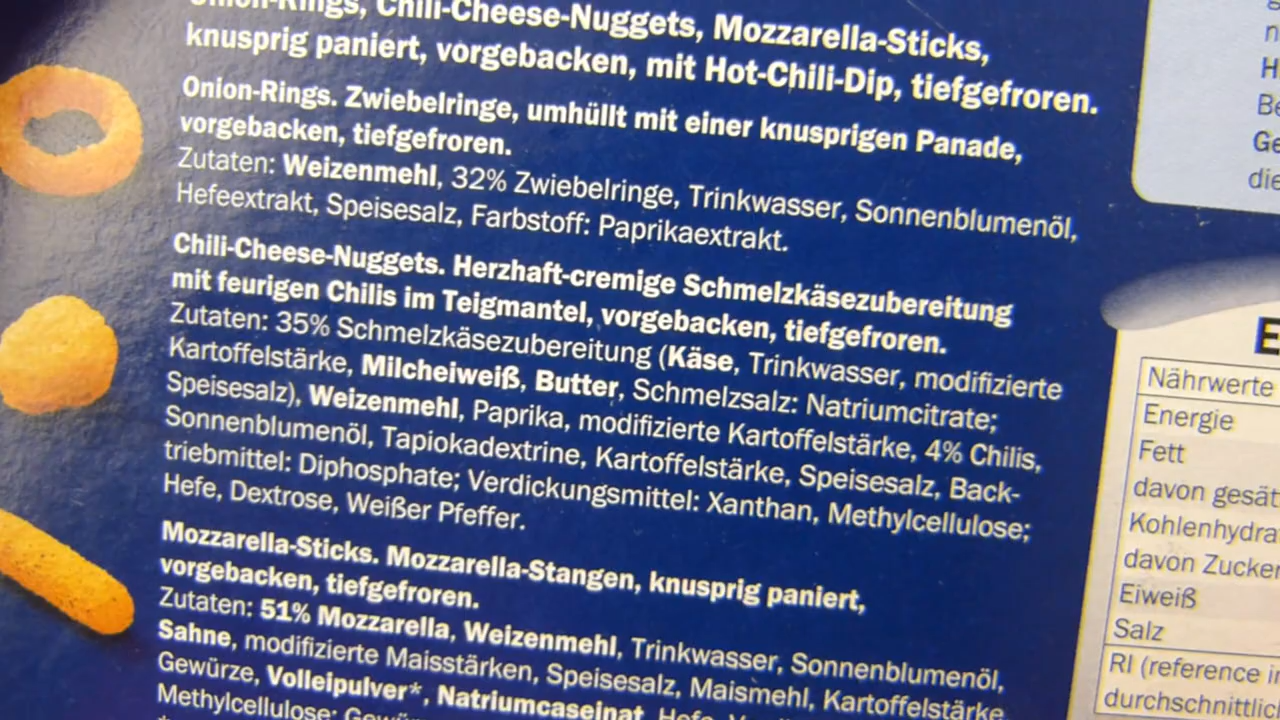 Onion-Rings, Chili-Cheese-Nuggets, Mozzarella-Sticks,
knusprig paniert, vorgebacken, mit Hot-Chili-Dip, tiefgefroren.
Onion-Rings. Zwiebelringe, umhüllt mit einer knusprigen Panade,
vorgebacken, tiefgefroren.
Zutaten: Weizenmehl, 32% Zwiebelringe, Trinkwasser, Sonnenblumenöl,
Hefeextrakt, Speisesalz, Farbstoff: Paprikaextrakt.
Chili-Cheese-Nuggets. Herzhaft-cremige Schmelzkäsezubereitung
mit feurigen Chilis im Teigmantel, vorgebacken, tiefgefroren.
Zutaten: 35% Schmelzkäsezubereitung (Käse, Trinkwasser, modifizierte
Kartoffelstärke, Milcheiweiß, Butter, Schmelzsalz: Natriumcitrate;
Speisesalz), Weizenmehl, Paprika, modifizierte Kartoffelstärke, 4% Chilis,
Sonnenblumenöl, Tapiokadextrine, Kartoffelstärke, Speisesalz, Back-
triebmittel: Diphosphate; Verdickungsmittel: Xanthan, Methylcellulose;
Hefe, Dextrose, Weißer Pfeffer.
Mozzarella-Sticks. Mozzarella-Stangen, knusprig paniert,
vorgebacken, tiefgefroren.
Zutaten: 51% Mozzarella, Weizenmehl, Trinkwasser, Sonnenblumenöl,
Sahne, modifizierte Maisstärken, Speisesalz, Maismehl, Kartoffelstärke,
Gewürze, Volleipulver*, Natriumcaseinat, Hefe,
Methylcellulose;
Nährwerte
Energie
Fett
davon gesät
Kohlenhydra
davon Zucker
Eiweiß
Salz
RI (reference in
durchschnittlic